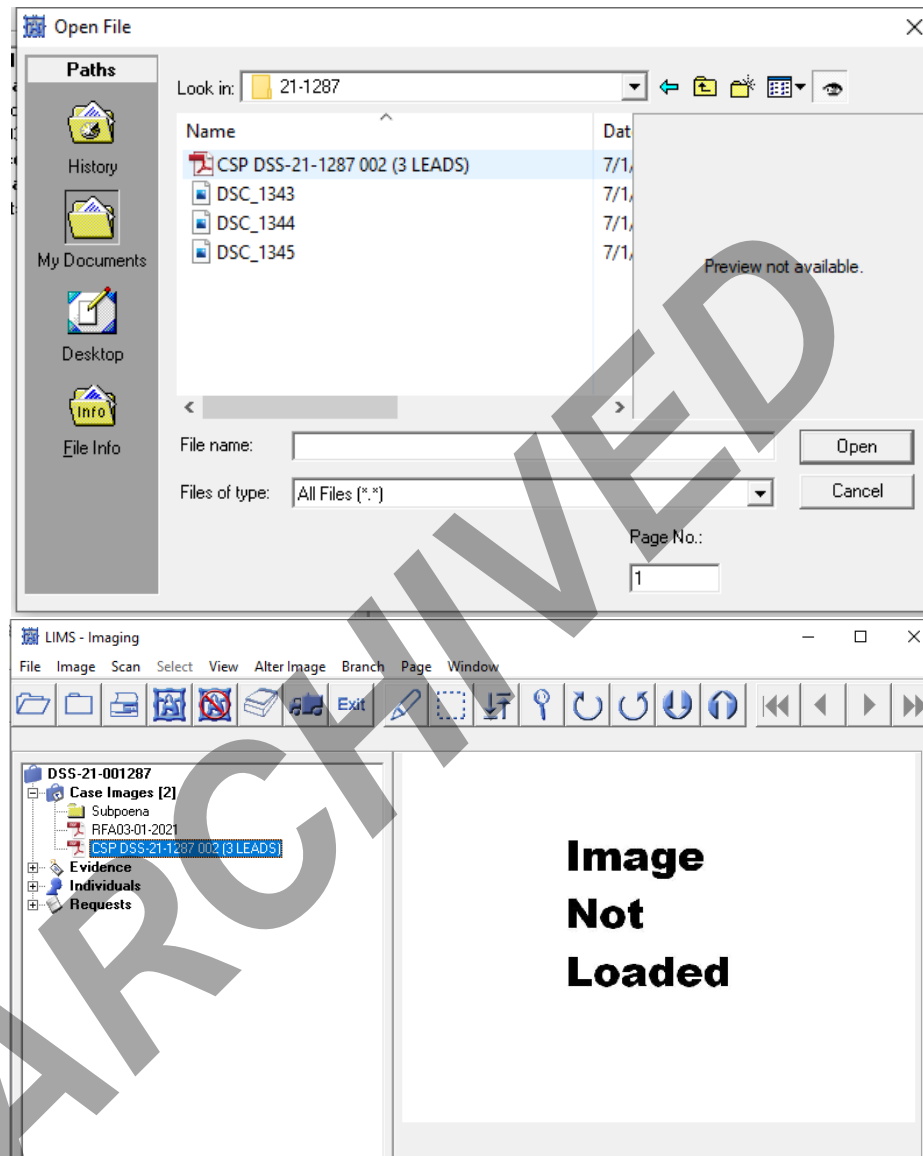 Open File
Paths
Look in: 21-1287
Name Dat
History
CSP DSS-21-1287 002 (3 LEADS) 7/1,
DSC_1343 7/1,
DSC_1344 7/1,
DSC_1345 7/1,
My Documents
Preview not available.
Desktop
Info
File Info
File name: Open
Files of type: All Files (*.*) Cancel
Page No.:
1
LIMS - Imaging
File Image Scan Select View Alter Image Branch Page Window
Exit
DSS-21-001287
Case Images [2]
Subpoena
RFA03-01-2021
CSP DSS-21-1287 002 (3 LEADS)
Evidence
Individuals
Requests
Image
Not
Loaded
ARCHIVED